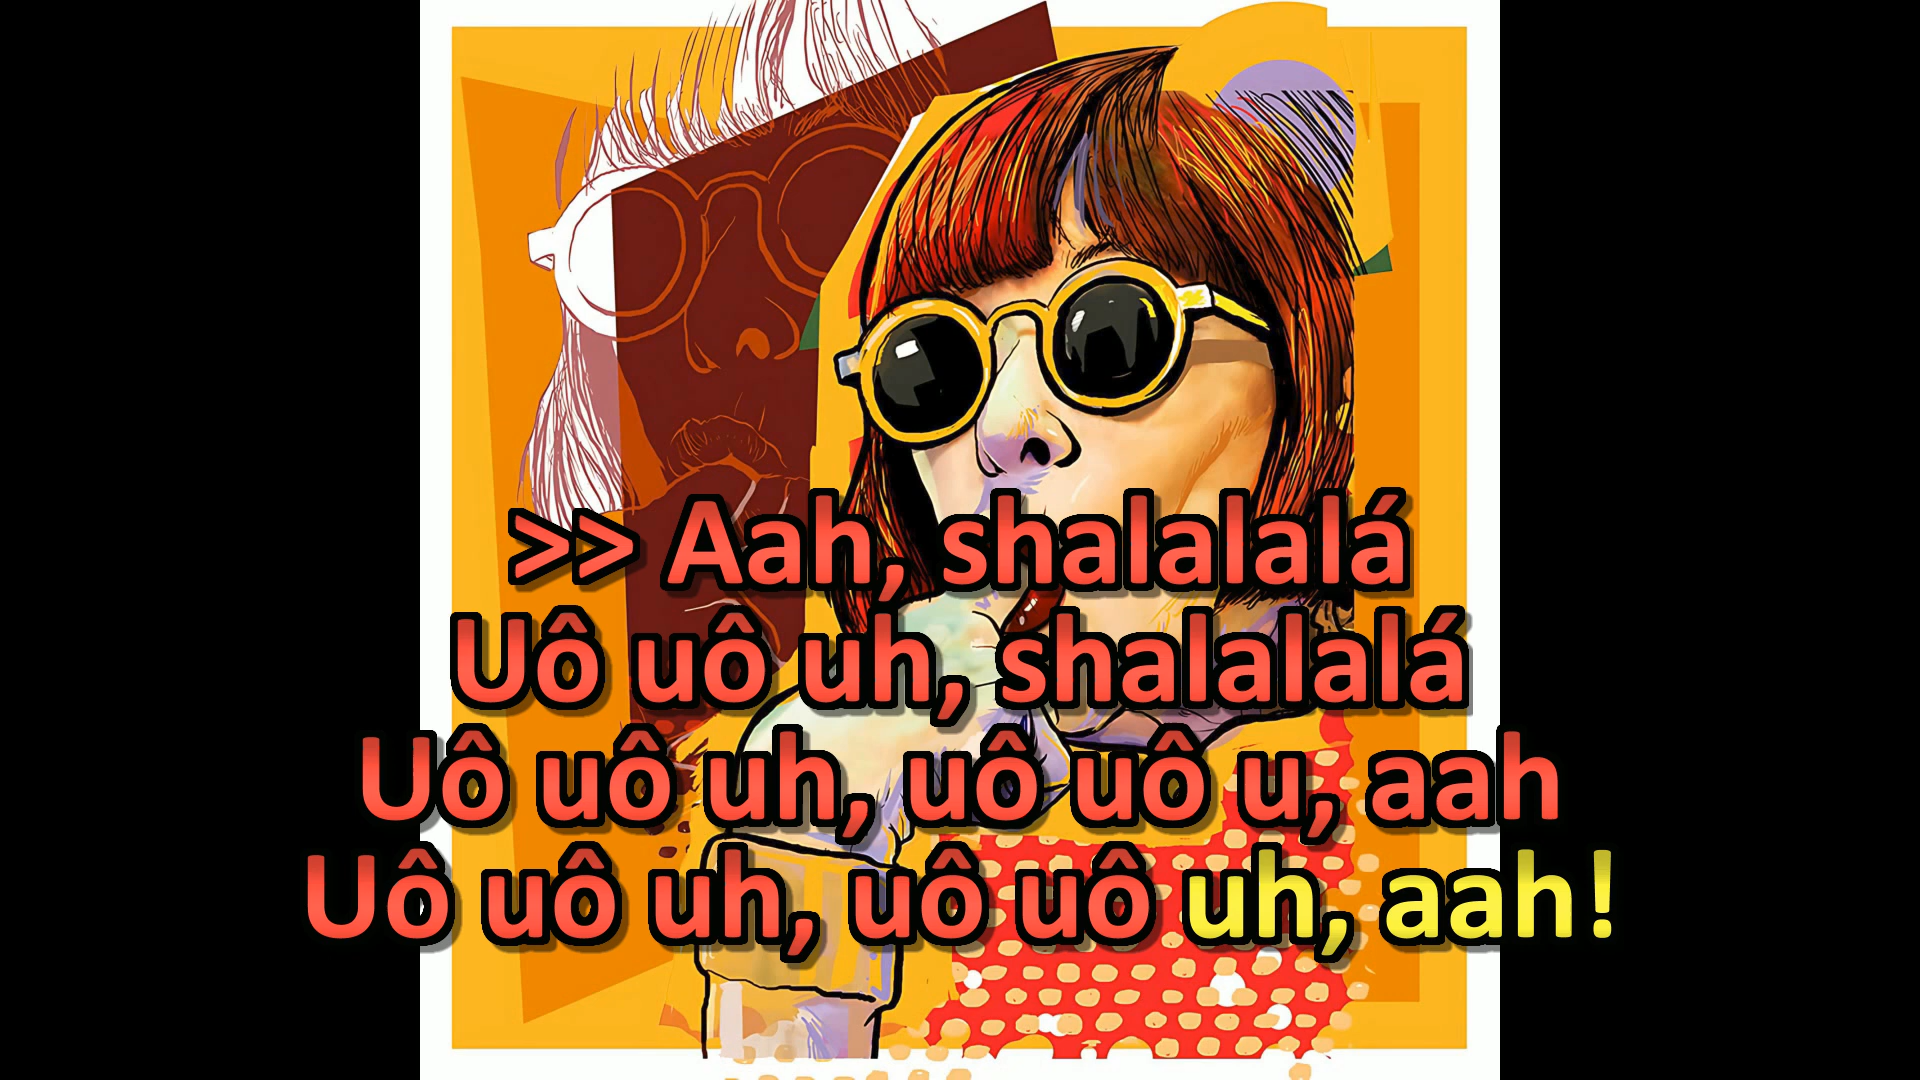 >> Aah, shalalalá
Uô uô uh, shalalalá
Uô uô uh, uô uô u, aah
Uô uô uh, uô uô uh, aah!